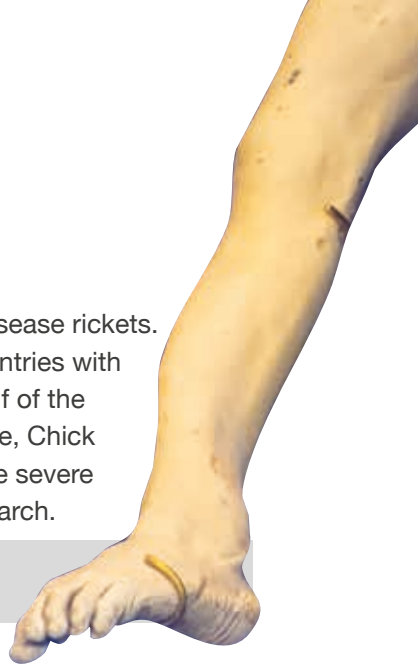 sease rickets.
ntries with
f of the
e, Chick
e severe
arch.